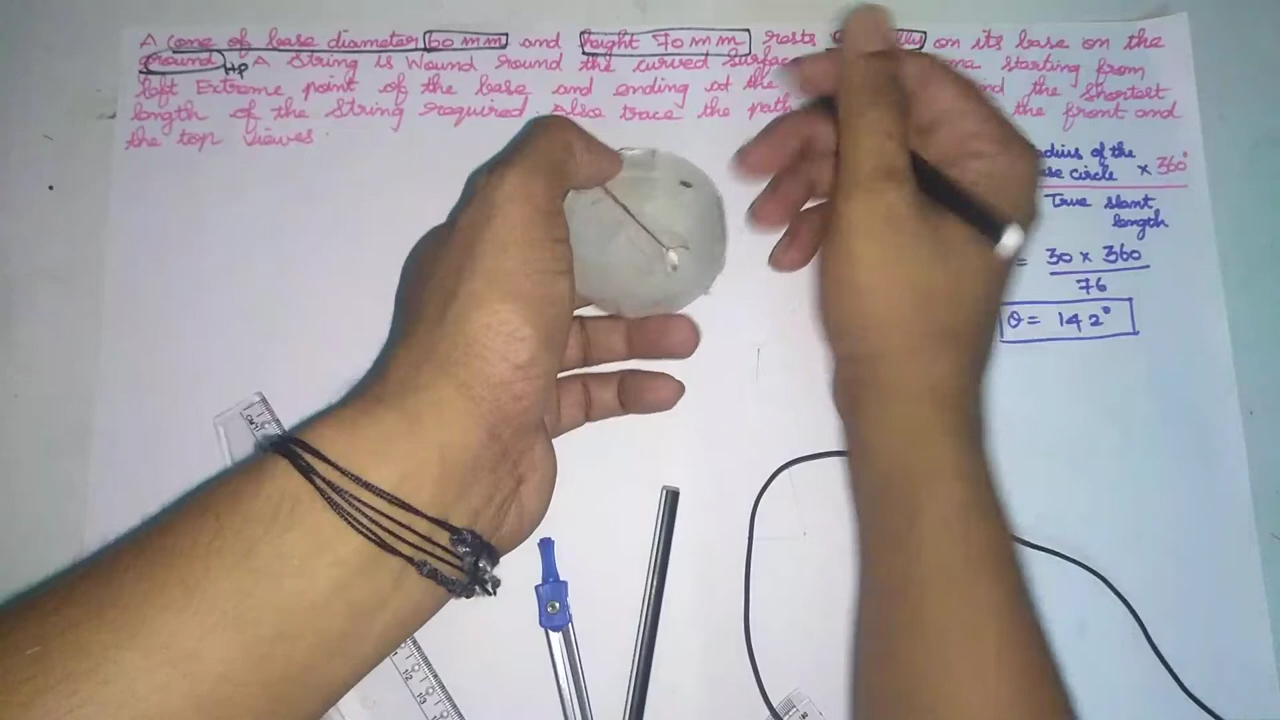 A cone of base diameter 60 mm and height 70 mm rests on its base on the
Ground HP A String is Wound round the curved starting from
left Extreme point of the base and ending at the the shortest
length of the String required Also trace the path the front and
the top views.
of the
circle × 360°
True slant
length
= 30 × 360
76
θ = 142°